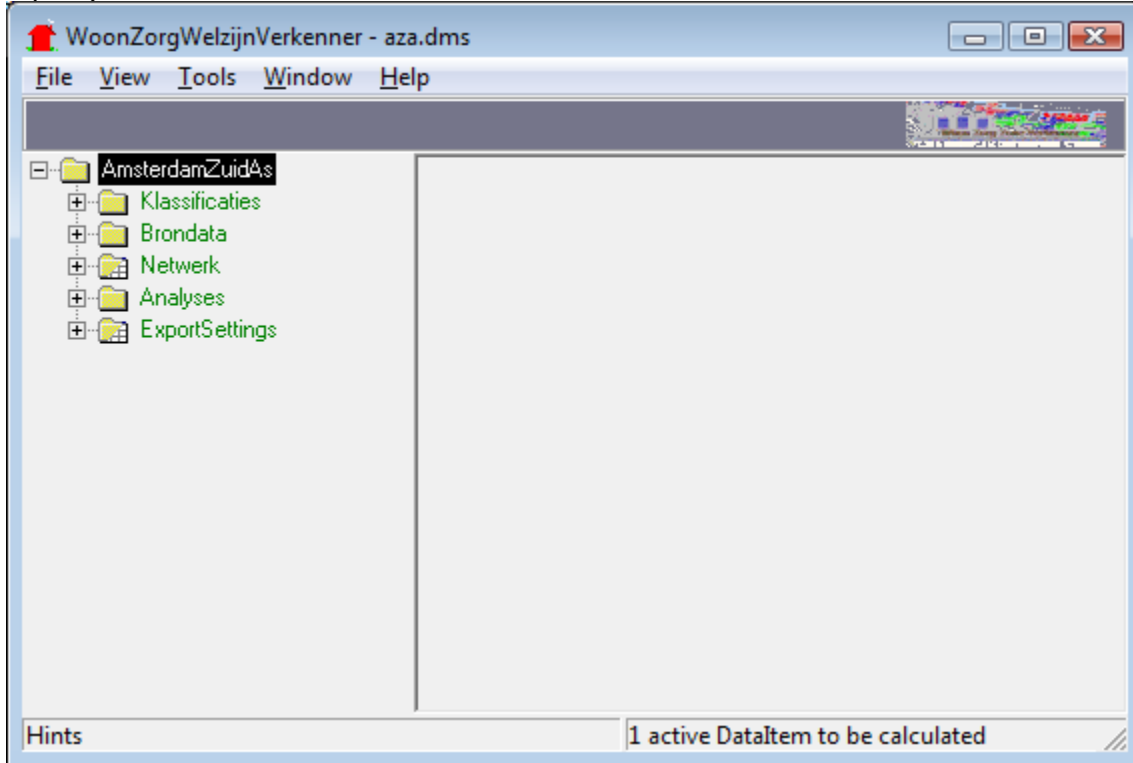 WoonZorgWelzijnVerkenner - aza.dms
File View Tools Window Help
AmsterdamZuidAs
Klassificaties
Brondata
Netwerk
Analyses
ExportSettings
Hints
1 active DataItem to be calculated